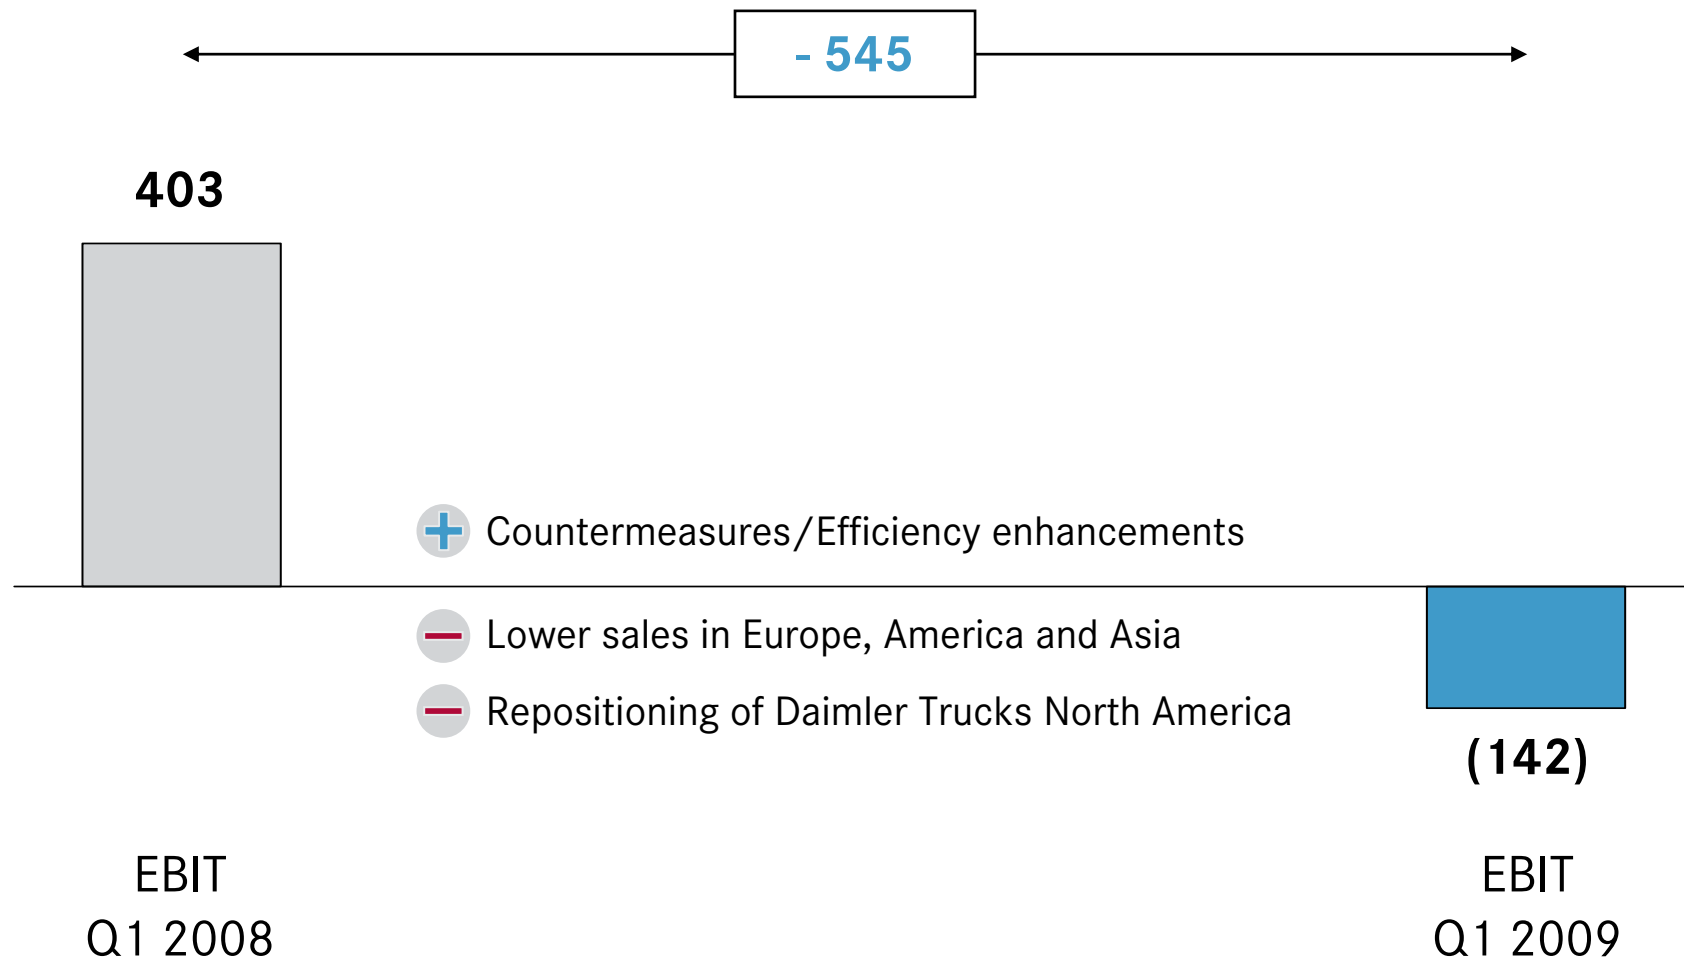 - 545
403
Countermeasures/Efficiency enhancements
Lower sales in Europe, America and Asia
Repositioning of Daimler Trucks North America
(142)
EBIT
Q1 2008
EBIT
Q1 2009